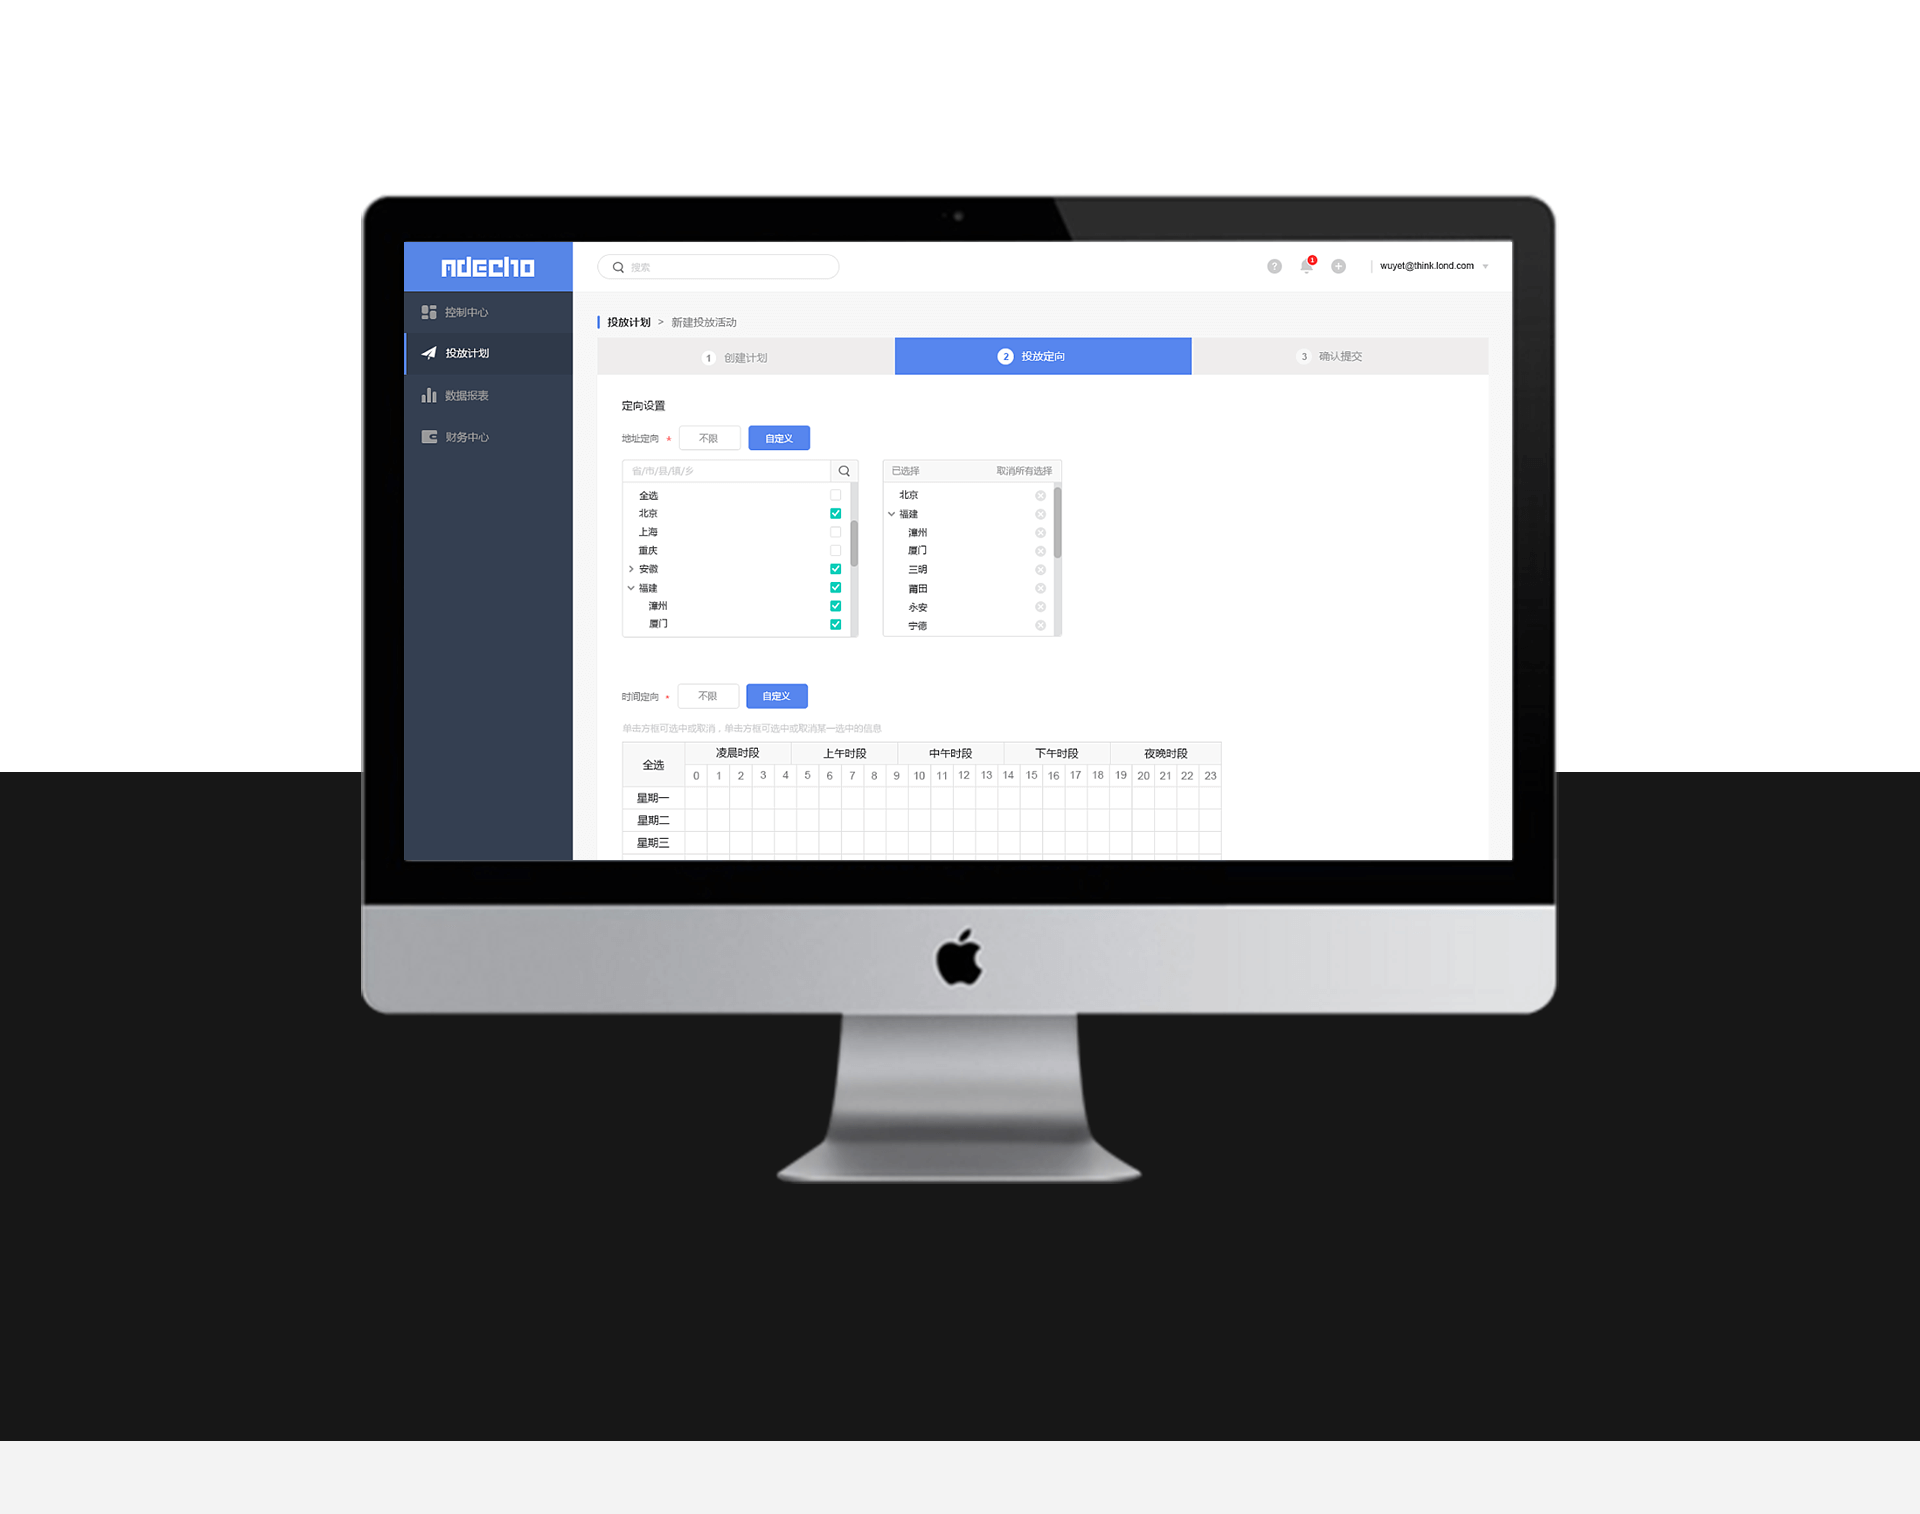 ndecho
搜索
?
1
wuyet@think.lond.com
控制中心
投放计划
数据报表
财务中心
投放计划 > 新建投放活动
1 创建计划
2 投放定向
3 确认提交
定向设置
地址定向 * 不限 自定义
省/市/县/镇/乡
全选
北京
上海
重庆
安徽
福建
漳州
厦门
已选择 取消所有选择
北京
福建
漳州
厦门
三明
莆田
永安
宁德
时间定向 * 不限 自定义
单击方框可选中或取消，单击方框可选中或取消某一选中的信息
全选 凌晨时段 上午时段 中午时段 下午时段 夜晚时段
0 1 2 3 4 5 6 7 8 9 10 11 12 13 14 15 16 17 18 19 20 21 22 23
星期一
星期二
星期三